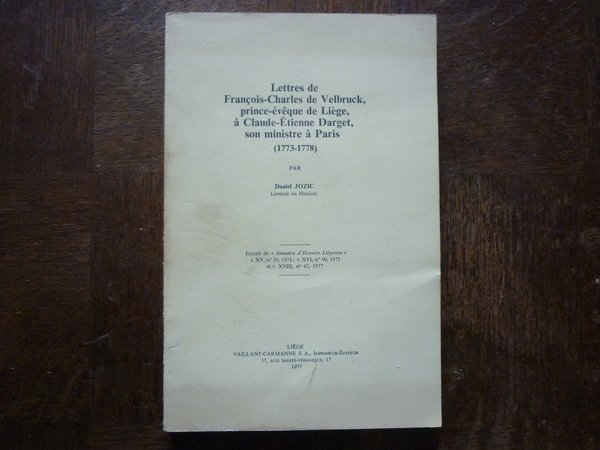 Lettres de
François-Charles de Velbruck,
prince-évêque de Liège,
à Claude-Étienne Darget,
son ministre à Paris
(1773-1778)
PAR
Daniel JOZIC
Licencié en Histoire
Extrait de « Annuaire d'Histoire Liégeoise »
t. XV, n° 39, 1974 ; t. XVI, n° 40, 1975
et t. XVIII, n° 42, 1977
LIÈGE
VAILLANT-CARMANNE S. A., Imprimeur-Éditeur
17, rue Sainte-Véronique, 17
1977